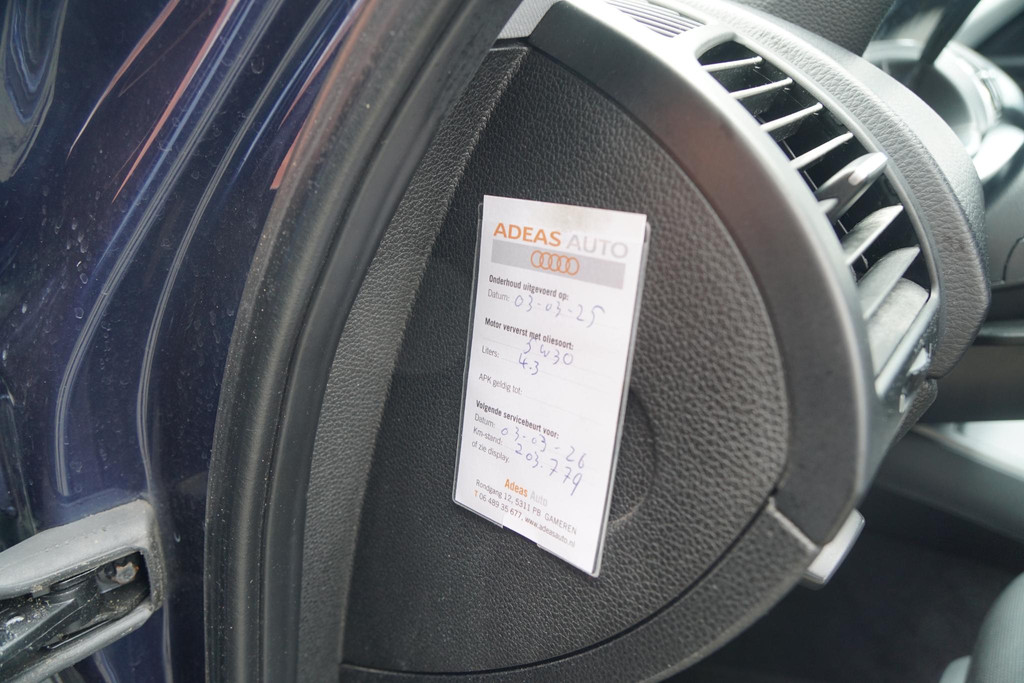 ADEAS AUTO
Onderhoud uitgevoerd op:
Datum: 03-03-25
Motor ververst met oliesoort:
5W30
Liters: 4.3
APK geldig tot:
Volgende servicebeurt voor:
Datum: 03-03-26
Km-stand: 203.779
of zie display.
Adeas Auto
Rondgang 12, 5311 PB GAMEREN
T 06 489 35 677, www.adeasauto.nl